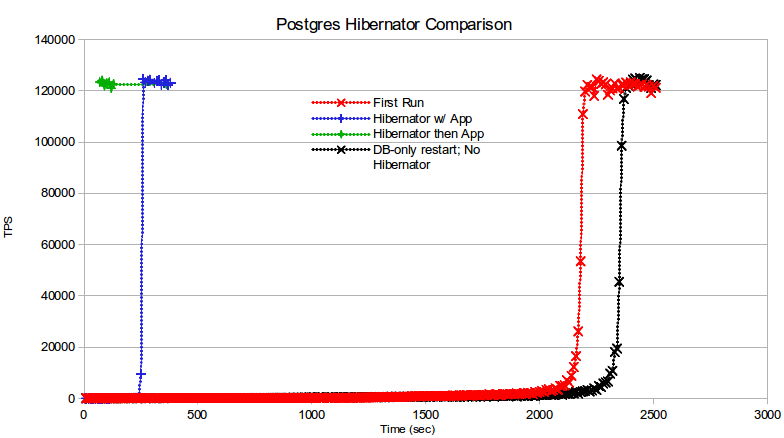 Postgres Hibernator Comparison
140000
120000
100000
80000
60000
40000
20000
0
TPS
First Run
Hibernator w/ App
Hibernator then App
DB-only restart; No
Hibernator
0
500
1000
1500
2000
2500
3000
Time (sec)